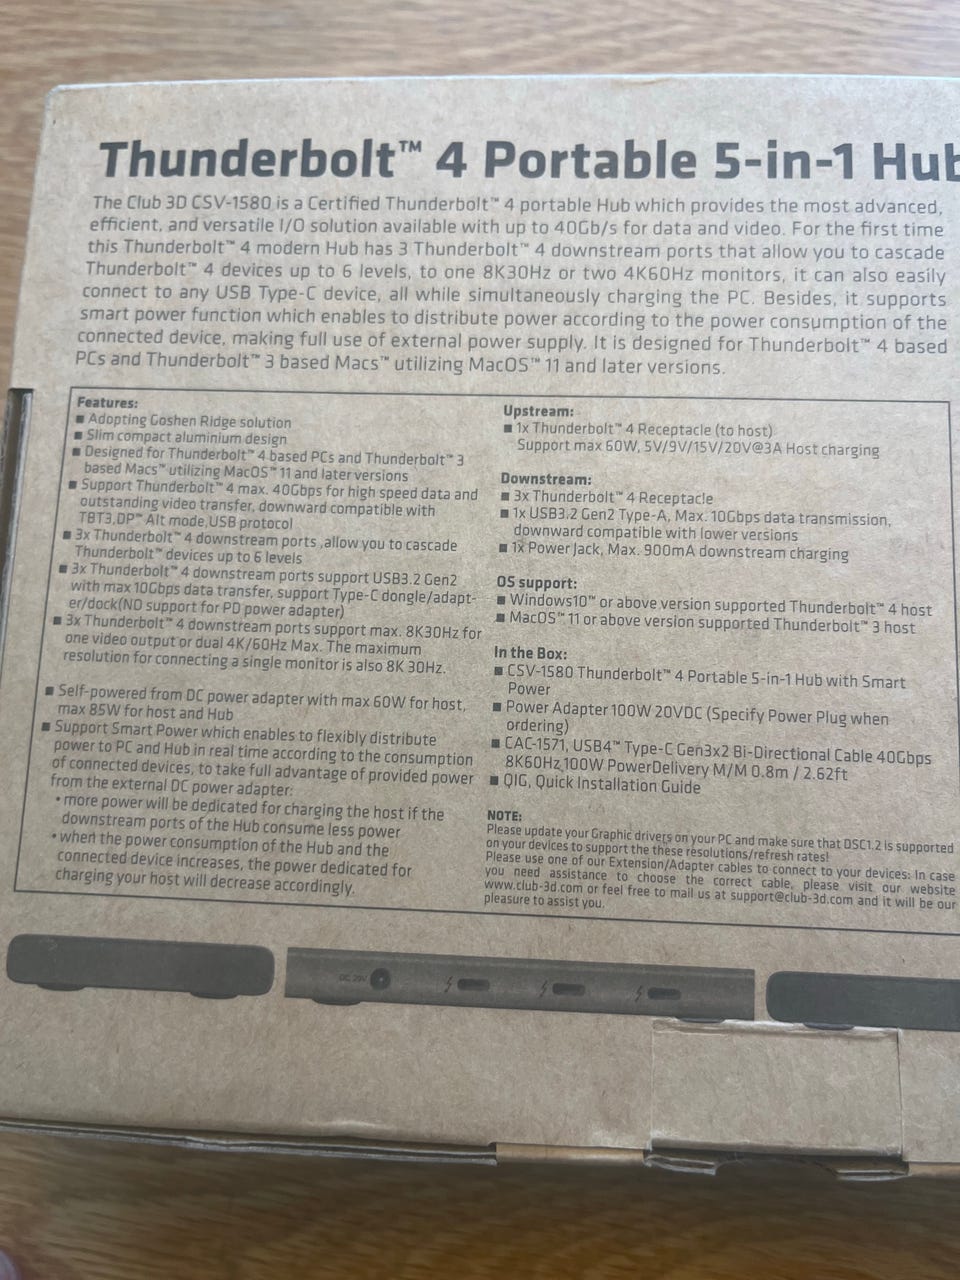 Thunderbolt™ 4 Portable 5-in-1 Hub
The Club 3D CSV-1580 is a Certified Thunderbolt™ 4 portable Hub which provides the most advanced,
efficient, and versatile I/O solution available with up to 40Gb/s for data and video. For the first time
this Thunderbolt™ 4 modern Hub has 3 Thunderbolt™ 4 downstream ports that allow you to cascade
Thunderbolt™ 4 devices up to 6 levels, to one 8K30Hz or two 4K60Hz monitors, it can also easily
connect to any USB Type-C device, all while simultaneously charging the PC. Besides, it supports
smart power function which enables to distribute power according to the power consumption of the
connected device, making full use of external power supply. It is designed for Thunderbolt™ 4 based
PCs and Thunderbolt™ 3 based Macs™ utilizing MacOS™ 11 and later versions.
Features:
■ Adopting Goshen Ridge solution
■ Slim compact aluminium design
■ Designed for Thunderbolt™ 4 based PCs and Thunderbolt™ 3
based Macs™ utilizing MacOS™ 11 and laterversions
■ Support Thunderbolt™ 4 max. 40Gbps for high speed data and
outstanding video transfer, downward compatible with
TBT3,DP™ Alt mode,USB protocol
■ 3x Thunderbolt™ 4 downstream ports ,allow you to cascade
Thunderbolt™ devices up to 6 levels
■ 3x Thunderbolt™ 4 downstream ports support USB3.2 Gen2
with max 10Gbps data transfer, support Type-C dongle/adapt-
er/dock(NO support for PD power adapter)
■ 3x Thunderbolt™ 4 downstream ports support max. 8K30Hz for
one video output or dual 4K/60Hz Max. The maximum
resolution for connecting a single monitor is also 8K 30Hz.
■ Self-powered from DC power adapter with max 60W for host,
max 85W for host and Hub
■ Support Smart Power which enables to flexibly distribute
power to PC and Hub in real time according to the consumption
of connected devices, to take full advantage of provided power
from the external DC power adapter:
• more power will be dedicated for charging the host if the
downstream ports of the Hub consume less power
• when the power consumption of the Hub and the
connected device increases, the power dedicated for
charging your host will decrease accordingly.
Upstream:
■ 1x Thunderbolt™ 4 Receptacle (to host)
Support max 60W, 5V/9V/15V/20V@3A Host charging
Downstream:
■ 3x Thunderbolt™ 4 Receptacle
■ 1x USB3.2 Gen2 Type-A, Max. 10Gbps data transmission,
downward compatible with lower versions
■ 1x Power Jack, Max. 900mA downstream charging
OS support:
■ Windows10™ or above version supported Thunderbolt™ 4 host
■ MacOS™ 11 or above version supported Thunderbolt™ 3 host
In the Box:
■ CSV-1580 Thunderbolt™ 4 Portable 5-in-1 Hub with Smart
Power
■ Power Adapter 100W 20VDC (Specify Power Plug when
ordering)
■ CAC-1571, USB4™ Type-C Gen3x2 Bi-Directional Cable 40Gbps
8K60Hz 100W PowerDelivery M/M 0.8m / 2.62ft
■ QIG, Quick Installation Guide
NOTE:
Please update your Graphic drivers on your PC and make sure that DSC1.2 is supported
on your devices to support the these resolutions/refresh rates!
Please use one of our Extension/Adapter cables to connect to your devices: In case
you need assistance to choose the correct cable, please visit our website
www.club-3d.com or feel free to mail us at support@club-3d.com and it will be our
pleasure to assist you.
DC 20V